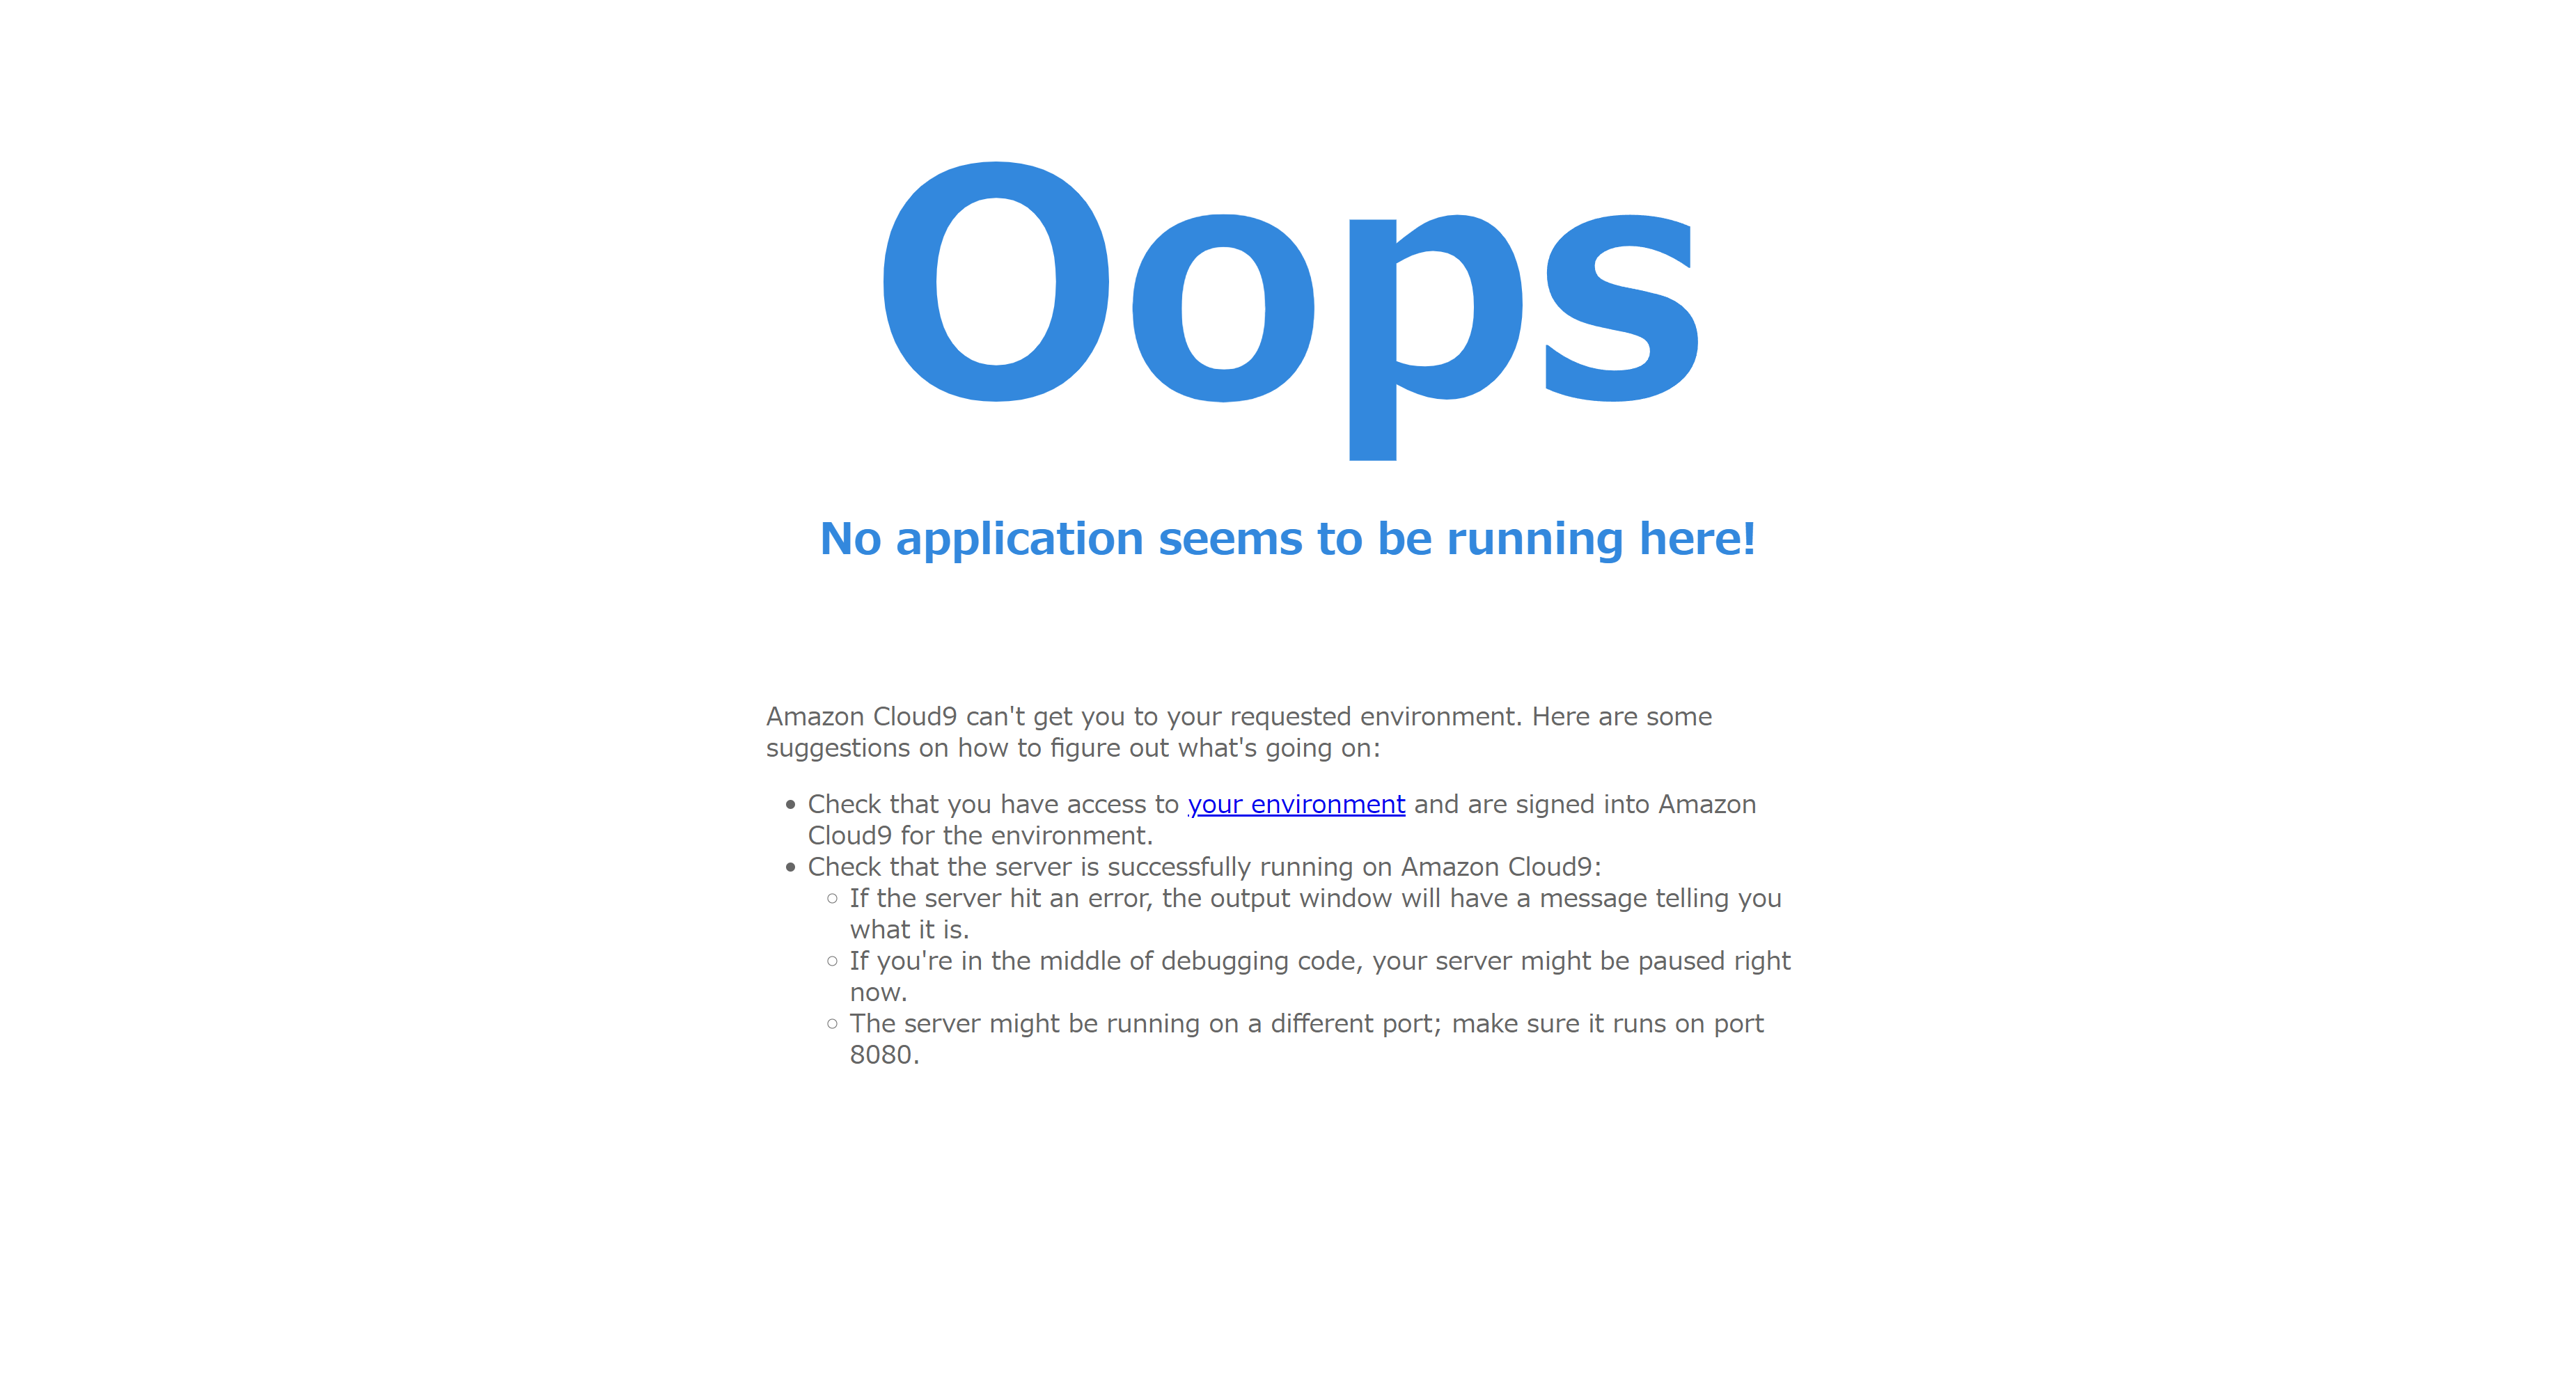 Oops
No application seems to be running here!
Amazon Cloud9 can't get you to your requested environment. Here are some
suggestions on how to figure out what's going on:
Check that you have access to your environment and are signed into Amazon
Cloud9 for the environment.
Check that the server is successfully running on Amazon Cloud9:
If the server hit an error, the output window will have a message telling you
what it is.
If you're in the middle of debugging code, your server might be paused right
now.
The server might be running on a different port; make sure it runs on port
8080.